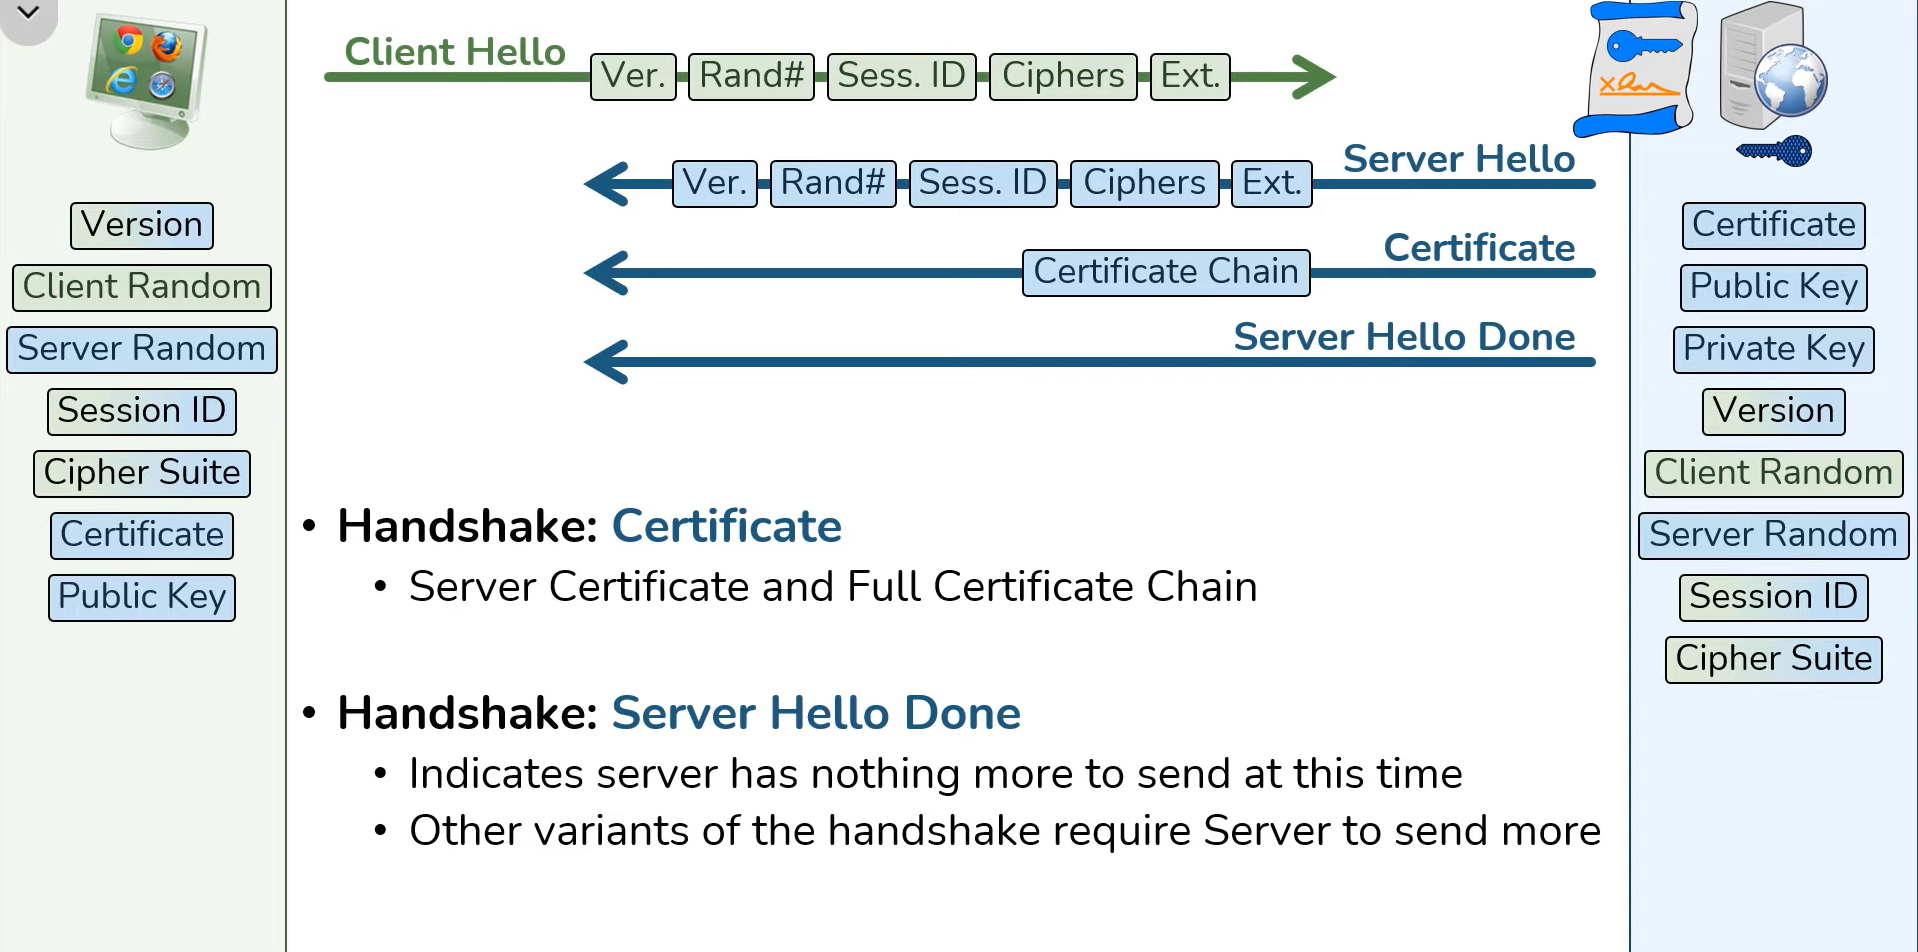 Client Hello
Ver. Rand# Sess. ID Ciphers Ext.
Server Hello
Ver. Rand# Sess. ID Ciphers Ext.
Certificate
Certificate Chain
Server Hello Done
Version
Client Random
Server Random
Session ID
Cipher Suite
Certificate
Public Key
• Handshake: Certificate
• Server Certificate and Full Certificate Chain
• Handshake: Server Hello Done
• Indicates server has nothing more to send at this time
• Other variants of the handshake require Server to send more
Certificate
Public Key
Private Key
Version
Client Random
Server Random
Session ID
Cipher Suite